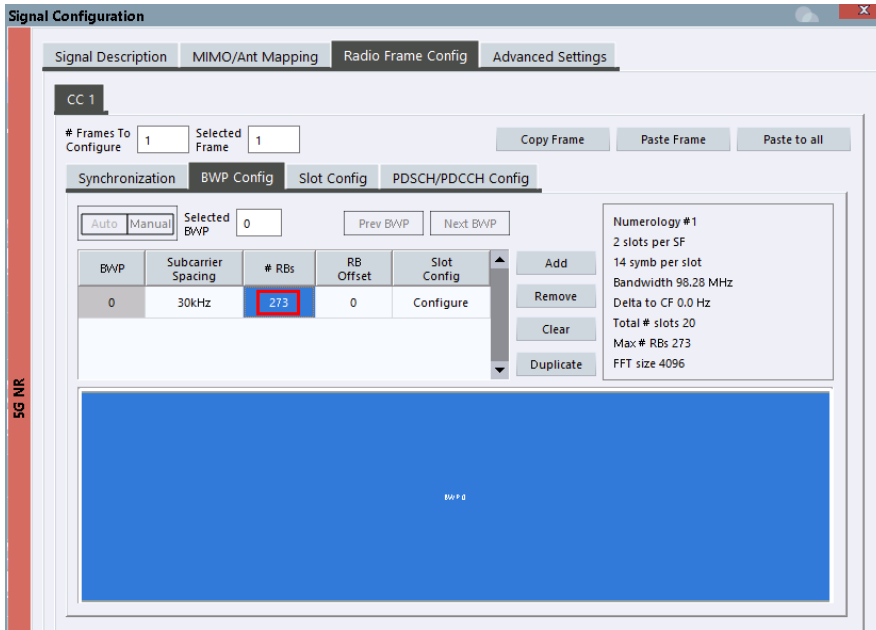 Signal Configuration
x
5G NR
Signal Description MIMO/Ant Mapping Radio Frame Config Advanced Settings
CC 1
# Frames To Configure 1 Selected Frame 1 Copy Frame Paste Frame Paste to all
Synchronization BWP Config Slot Config PDSCH/PDCCH Config
Auto Manual Selected BWP 0 Prev BWP Next BWP
BWP Subcarrier Spacing # RBs RB Offset Slot Config
0 30kHz 273 0 Configure
Add
Remove
Clear
Duplicate
Numerology #1
2 slots per SF
14 symb per slot
Bandwidth 98.28 MHz
Delta to CF 0.0 Hz
Total # slots 20
Max # RBs 273
FFT size 4096
BWP 0